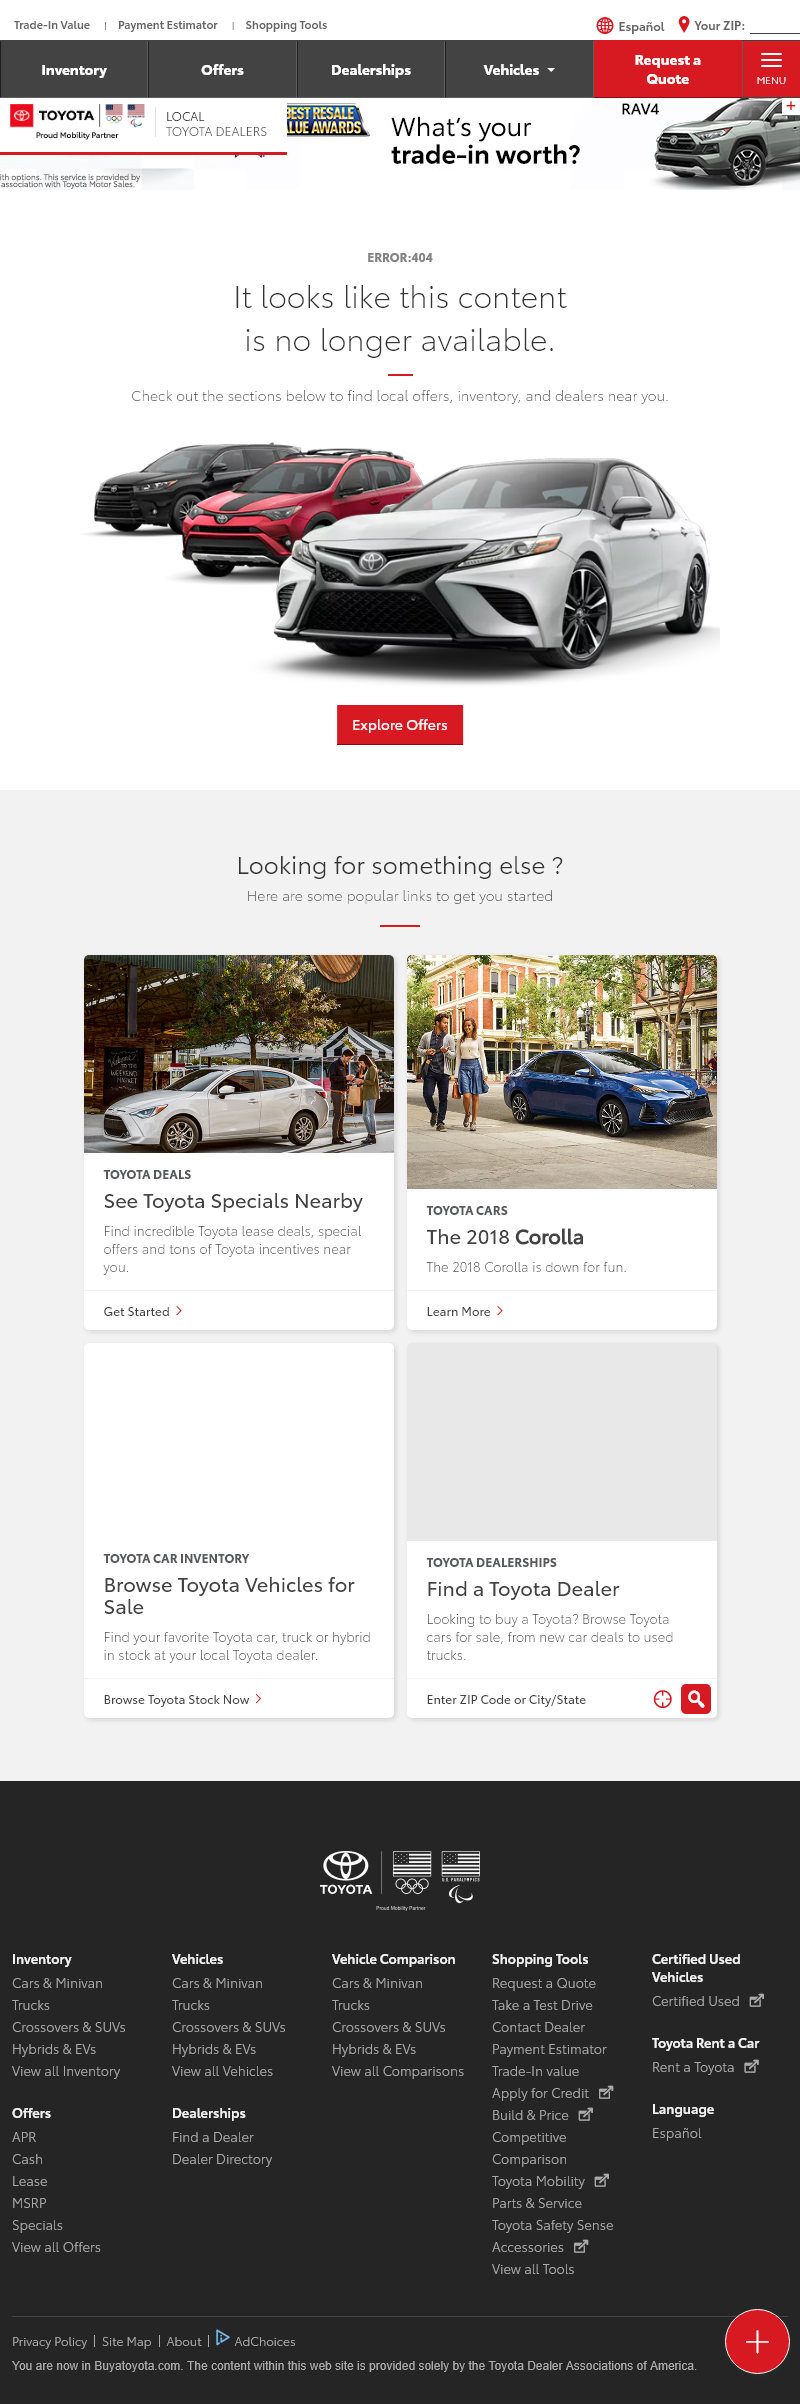 Trade-In Value | Payment Estimator | Shopping Tools
Español Your ZIP:
Inventory Offers Dealerships Vehicles Request a Quote MENU
TOYOTA
Proud Mobility Partner
LOCAL
TOYOTA DEALERS
BEST RESALE
VALUE AWARDS
What's your
trade-in worth?
RAV4
ith options. This service is provided by
association with Toyota Motor Sales.
ERROR:404
It looks like this content
is no longer available.
Check out the sections below to find local offers, inventory, and dealers near you.
Explore Offers
Looking for something else ?
Here are some popular links to get you started
TOYOTA DEALS
See Toyota Specials Nearby
Find incredible Toyota lease deals, special
offers and tons of Toyota incentives near
you.
Get Started
TOYOTA CARS
The 2018 Corolla
The 2018 Corolla is down for fun.
Learn More
TOYOTA CAR INVENTORY
Browse Toyota Vehicles for
Sale
Find your favorite Toyota car, truck or hybrid
in stock at your local Toyota dealer.
Browse Toyota Stock Now
TOYOTA DEALERSHIPS
Find a Toyota Dealer
Looking to buy a Toyota? Browse Toyota
cars for sale, from new car deals to used
trucks.
Enter ZIP Code or City/State
TOYOTA
U.S. PARALYMPICS
Proud Mobility Partner
Inventory
Cars & Minivan
Trucks
Crossovers & SUVs
Hybrids & EVs
View all Inventory
Offers
APR
Cash
Lease
MSRP
Specials
View all Offers
Vehicles
Cars & Minivan
Trucks
Crossovers & SUVs
Hybrids & EVs
View all Vehicles
Dealerships
Find a Dealer
Dealer Directory
Vehicle Comparison
Cars & Minivan
Trucks
Crossovers & SUVs
Hybrids & EVs
View all Comparisons
Shopping Tools
Request a Quote
Take a Test Drive
Contact Dealer
Payment Estimator
Trade-In value
Apply for Credit
Build & Price
Competitive
Comparison
Toyota Mobility
Parts & Service
Toyota Safety Sense
Accessories
View all Tools
Certified Used
Vehicles
Certified Used
Toyota Rent a Car
Rent a Toyota
Language
Español
Privacy Policy | Site Map | About | AdChoices
You are now in Buyatoyota.com. The content within this web site is provided solely by the Toyota Dealer Associations of America.